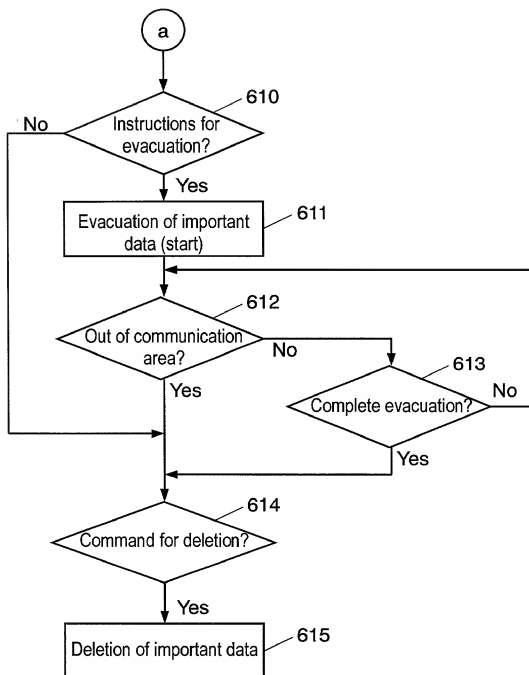 a
610
Instructions for
evacuation?
No
Yes
Evacuation of important
data (start)
611
612
Out of communication
area?
No
Yes
613
Complete evacuation?
No
Yes
614
Command for deletion?
Yes
Deletion of important data
615